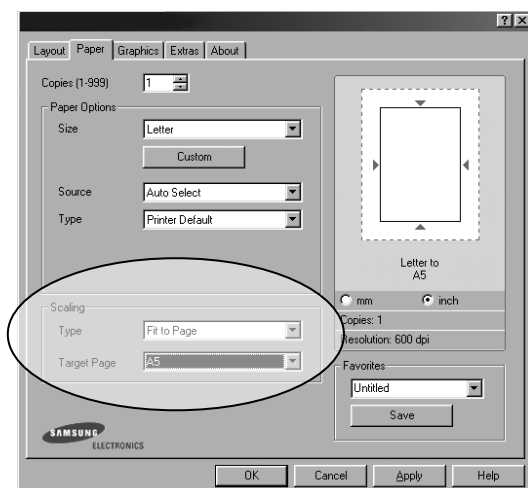 ? X
Layout Paper Graphics Extras About
Copies (1-999) 1
Paper Options
Size Letter
Custom
Source Auto Select
Type Printer Default
Scaling
Type Fit to Page
Target Page A5
Letter to
A5
mm inch
Copies: 1
Resolution: 600 dpi
Favorites
Untitled
Save
SAMSUNG
ELECTRONICS
OK Cancel Apply Help